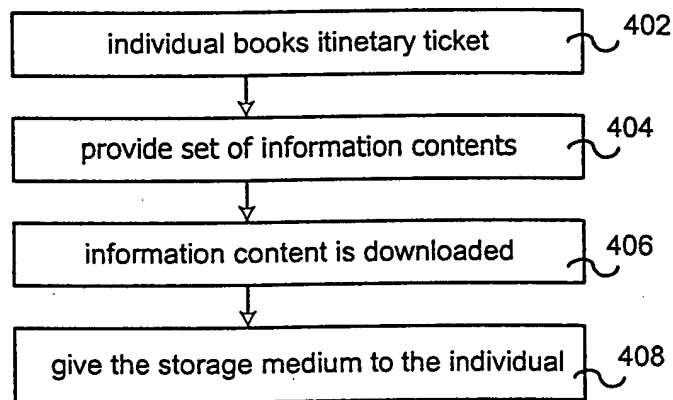 individual books itinetary ticket 402
provide set of information contents 404
information content is downloaded 406
give the storage medium to the individual 408